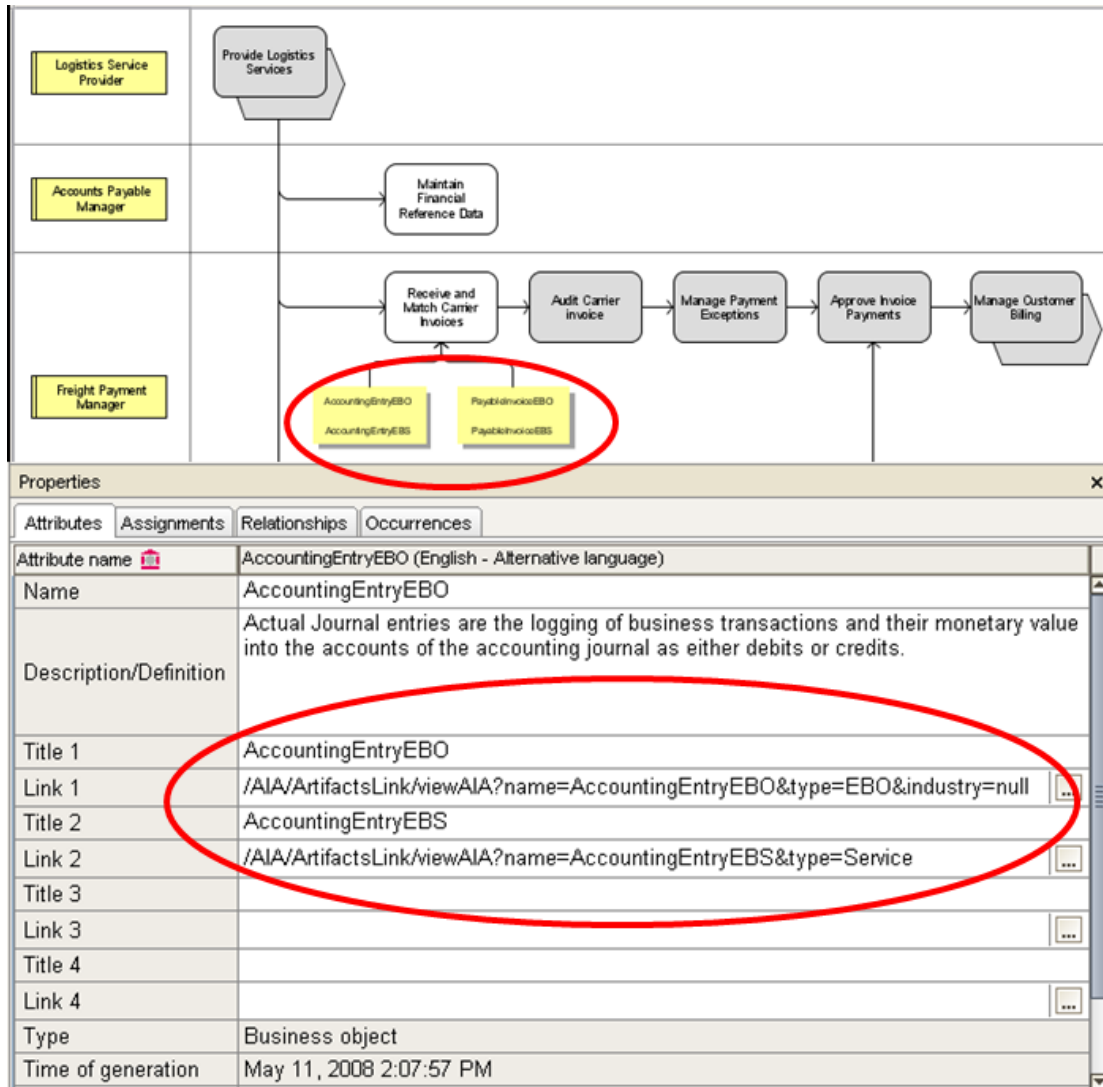 Logistics Service
Provider
Provide Logistics
Services
Accounts Payable
Manager
Maintain
Financial
Reference Data
Freight Payment
Manager
Receive and
Match Carrier
Invoices
Audit Carrier
invoice
Manage Payment
Exceptions
Approve Invoice
Payments
Manage Customer
Billing
AccountingEntryEBO
AccountingEntryEBS
PayableInvoiceEBO
PayableInvoiceEBS
Properties
Attributes Assignments Relationships Occurrences
Attribute name AccountingEntryEBO (English - Alternative language)
Name AccountingEntryEBO
Description/Definition
Actual Journal entries are the logging of business transactions and their monetary value
into the accounts of the accounting journal as either debits or credits.
Title 1 AccountingEntryEBO
Link 1 /AIA/ArtifactsLink/viewAIA?name=AccountingEntryEBO&type=EBO&industry=null ...
Title 2 AccountingEntryEBS
Link 2 /AIA/ArtifactsLink/viewAIA?name=AccountingEntryEBS&type=Service ...
Title 3
Link 3 ...
Title 4
Link 4 ...
Type Business object
Time of generation May 11, 2008 2:07:57 PM